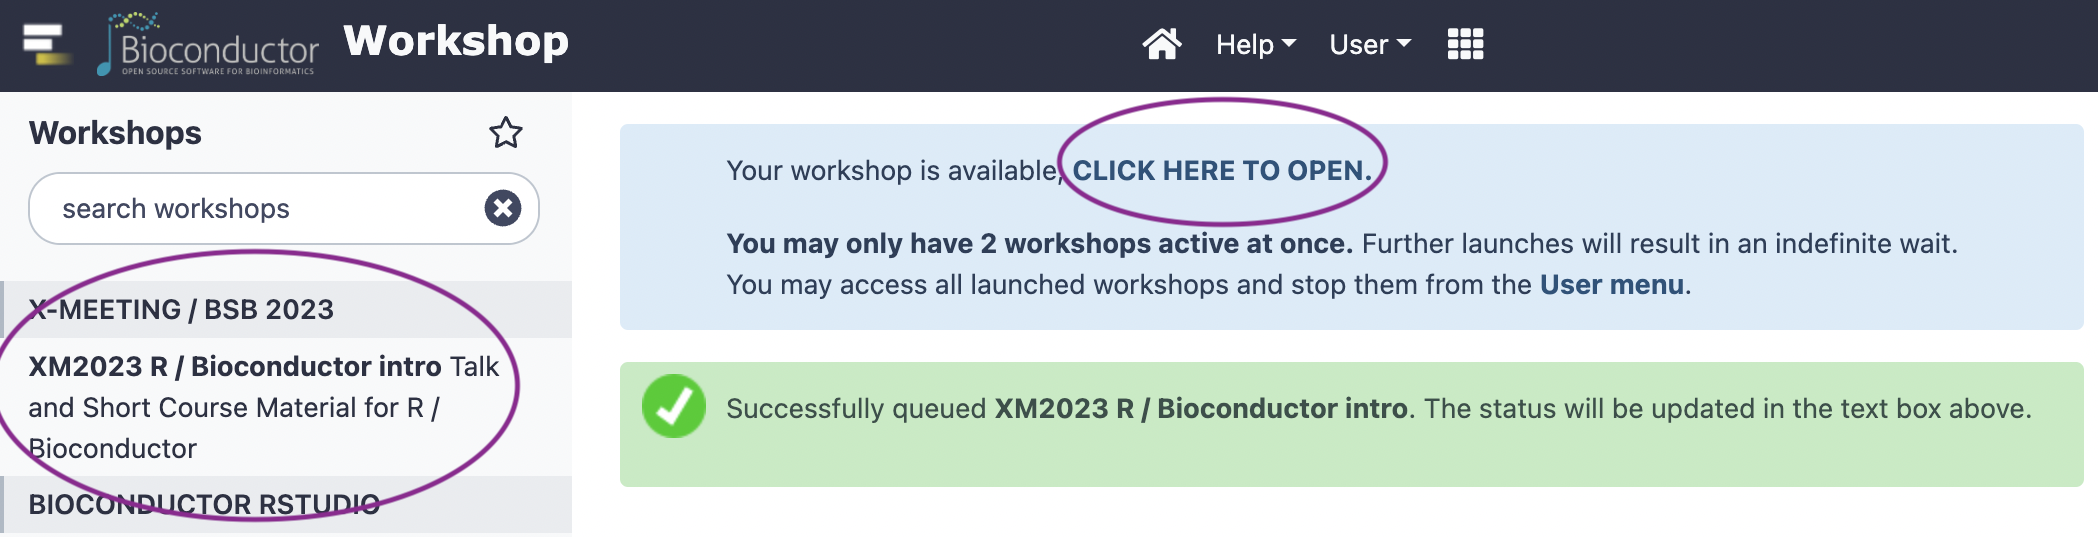 Bioconductor
OPEN SOURCE SOFTWARE FOR BIOINFORMATICS
Workshop
Help
User
Workshops
search workshops
X-MEETING / BSB 2023
XM2023 R / Bioconductor intro Talk
and Short Course Material for R /
Bioconductor
BIOCONDUCTOR RSTUDIO
Your workshop is available, CLICK HERE TO OPEN.
You may only have 2 workshops active at once. Further launches will result in an indefinite wait.
You may access all launched workshops and stop them from the User menu.
Successfully queued XM2023 R / Bioconductor intro. The status will be updated in the text box above.